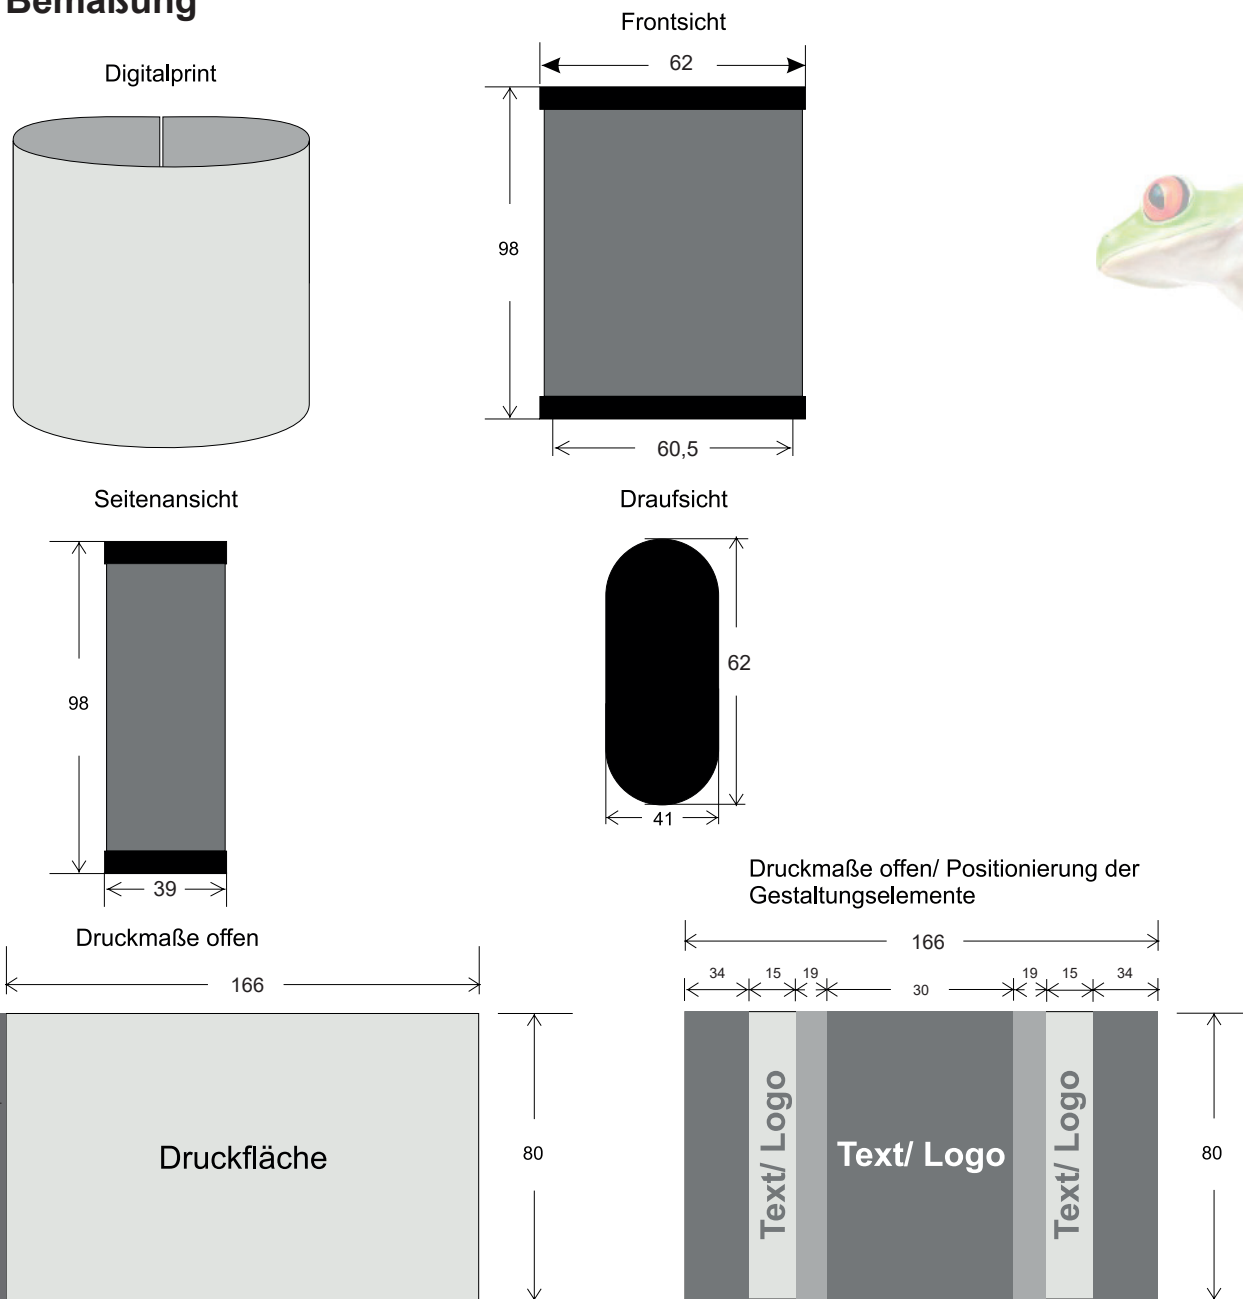 Bemaßung
Frontsicht
62
Digitalprint
98
60,5
Seitenansicht
Draufsicht
98
62
39
41
Druckmaße offen
166
Druckfläche
80
Druckmaße offen/ Positionierung der
Gestaltungselemente
166
34 15 19 30 19 15 34
Text/ Logo
Text/ Logo
Text/ Logo
80